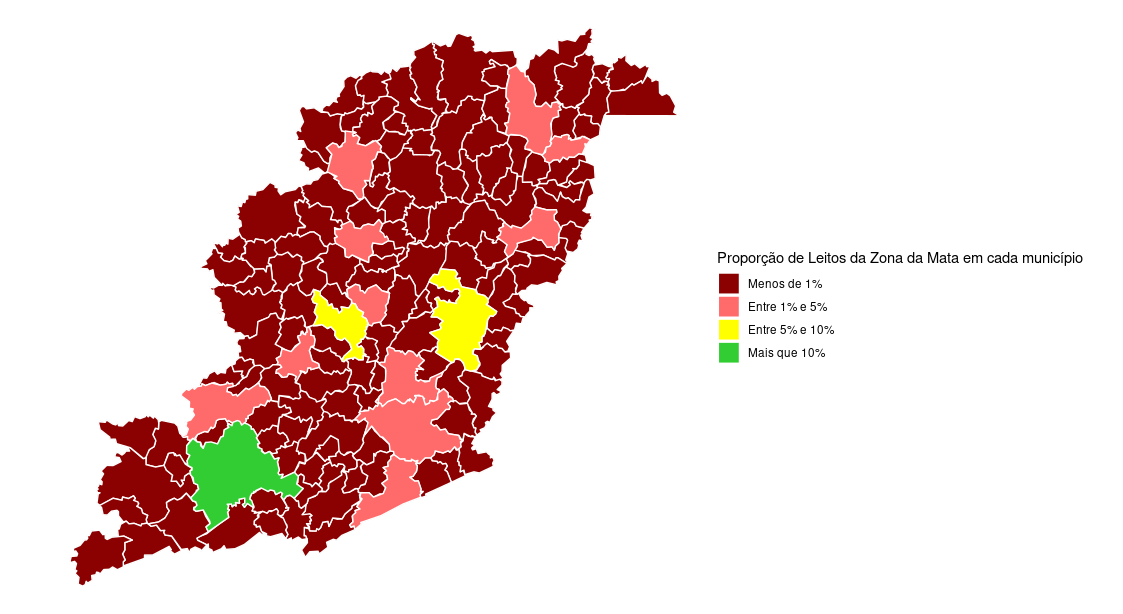 Proporção de Leitos da Zona da Mata em cada município
Menos de 1%
Entre 1% e 5%
Entre 5% e 10%
Mais que 10%